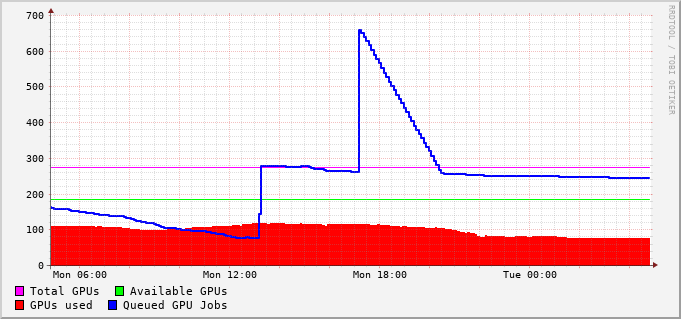 700
600
500
400
300
200
100
0
Mon 06:00 Mon 12:00 Mon 18:00 Tue 00:00
Total GPUs Available GPUs
GPUs used Queued GPU Jobs
RRDTOOL / TOBI OETIKER